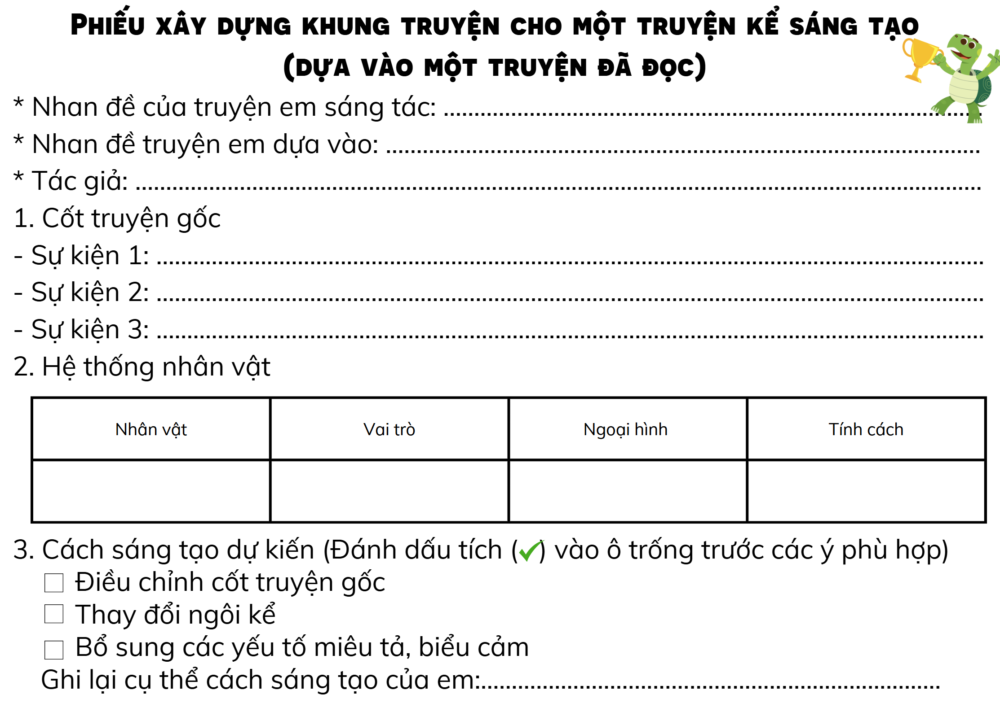 PHIẾU XÂY DỰNG KHUNG TRUYỆN CHO MỘT TRUYỆN KỂ SÁNG TẠO
(DỰA VÀO MỘT TRUYỆN ĐÃ ĐỌC)
* Nhan đề của truyện em sáng tác: ........................................................................................
* Nhan đề truyện em dựa vào: .................................................................................................
* Tác giả: ..........................................................................................................................................
1. Cốt truyện gốc
- Sự kiện 1: .......................................................................................................................................
- Sự kiện 2: .......................................................................................................................................
- Sự kiện 3: .......................................................................................................................................
2. Hệ thống nhân vật
Nhân vật
Vai trò
Ngoại hình
Tính cách
3. Cách sáng tạo dự kiến (Đánh dấu tích (✓) vào ô trống trước các ý phù hợp)
☐ Điều chỉnh cốt truyện gốc
☐ Thay đổi ngôi kể
☐ Bổ sung các yếu tố miêu tả, biểu cảm
Ghi lại cụ thể cách sáng tạo của em:...........................................................................